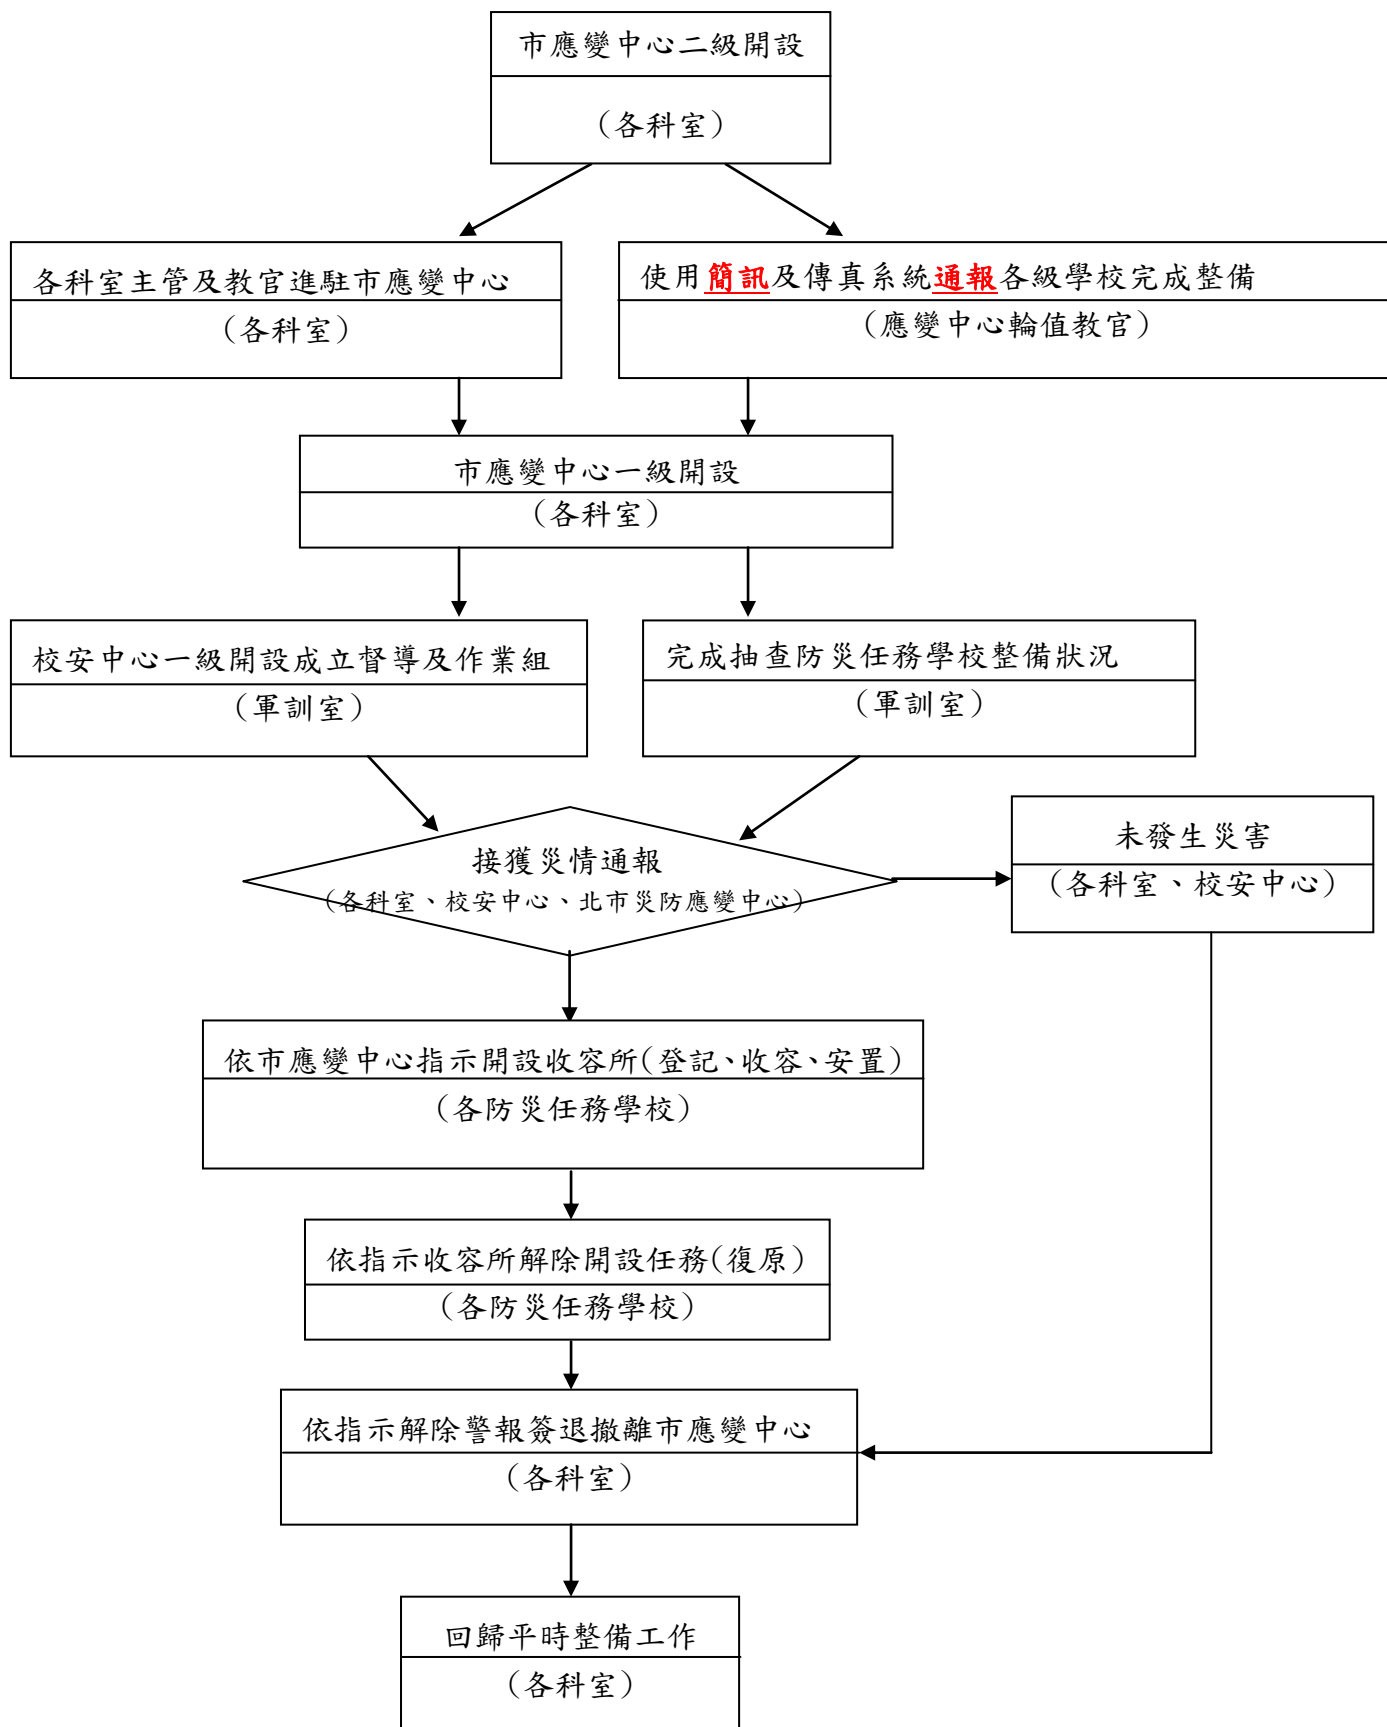 市應變中心二級開設
（各科室）
各科室主管及教官進駐市應變中心
（各科室）
使用簡訊及傳真系統通報各級學校完成整備
（應變中心輪值教官）
市應變中心一級開設
（各科室）
校安中心一級開設成立督導及作業組
（軍訓室）
完成抽查防災任務學校整備狀況
（軍訓室）
接獲災情通報
（各科室、校安中心、北市災防應變中心）
未發生災害
（各科室、校安中心）
依市應變中心指示開設收容所(登記、收容、安置)
（各防災任務學校）
依指示收容所解除開設任務(復原)
（各防災任務學校）
依指示解除警報簽退撤離市應變中心
（各科室）
回歸平時整備工作
（各科室）